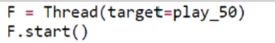 F = Thread(target=play_50)
F.start()